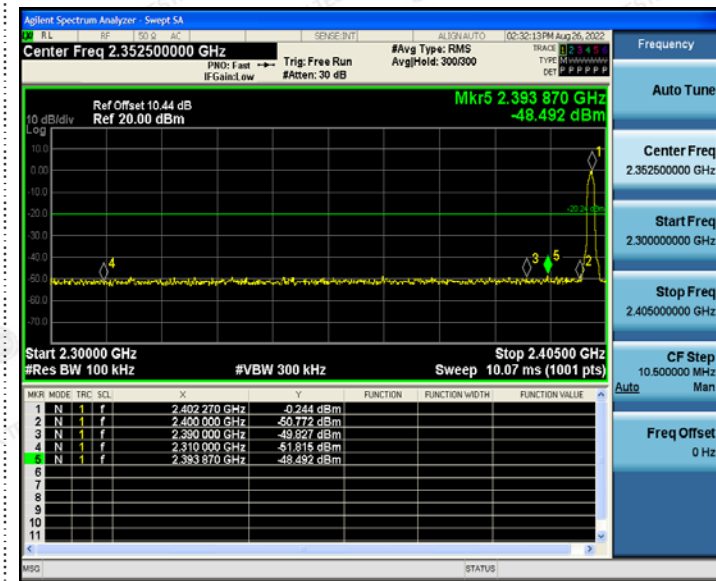 Agilent Spectrum Analyzer - Swept SA
RL RF 50 Ω AC SENSE:INT ALIGN AUTO 02:32:13 PM Aug 26, 2022
Center Freq 2.352500000 GHz
PNO: Fast
IFGain:Low
Trig: Free Run
#Atten: 30 dB
#Avg Type: RMS
Avg|Hold: 300/300
TRACE 1 2 3 4 5 6
TYPE M
DET P P P P P P
Ref Offset 10.44 dB
10 dB/div Ref 20.00 dBm
Log
Mkr5 2.393 870 GHz
-48.492 dBm
10.0
0.00
-10.0
-20.0
-30.0
-40.0
-50.0
-60.0
-70.0
-20.24 dBm
1
4
3
5
2
Start 2.30000 GHz Stop 2.40500 GHz
#Res BW 100 kHz #VBW 300 kHz Sweep 10.07 ms (1001 pts)
MKR MODE TRC SCL X Y FUNCTION FUNCTION WIDTH FUNCTION VALUE
1 N 1 f 2.402 270 GHz -0.244 dBm
2 N 1 f 2.400 000 GHz -50.772 dBm
3 N 1 f 2.390 000 GHz -49.827 dBm
4 N 1 f 2.310 000 GHz -51.815 dBm
5 N 1 f 2.393 870 GHz -48.492 dBm
6
7
8
9
10
11
MSG STATUS
Frequency
Auto Tune
Center Freq
2.352500000 GHz
Start Freq
2.300000000 GHz
Stop Freq
2.405000000 GHz
CF Step
10.500000 MHz
Auto Man
Freq Offset
0 Hz